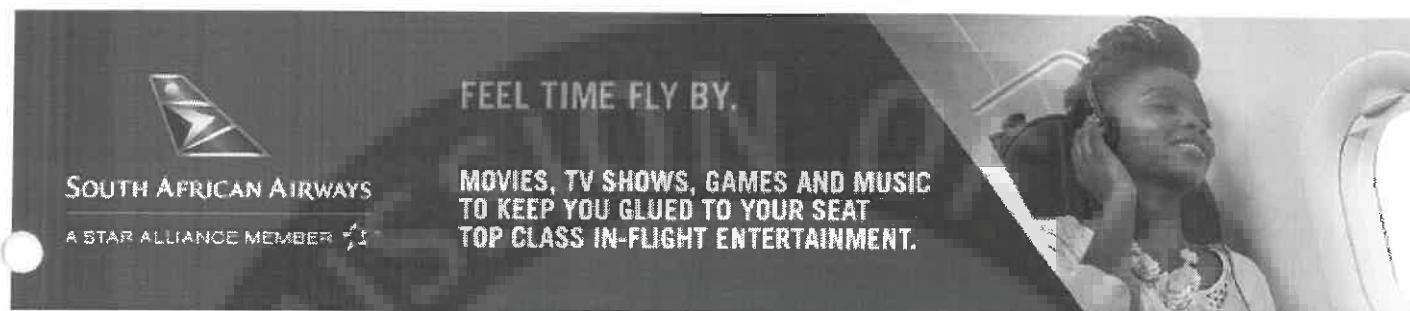 SOUTH AFRICAN AIRWAYS
A STAR ALLIANCE MEMBER
FEEL TIME FLY BY.
MOVIES, TV SHOWS, GAMES AND MUSIC
TO KEEP YOU GLUED TO YOUR SEAT
TOP CLASS IN-FLIGHT ENTERTAINMENT.